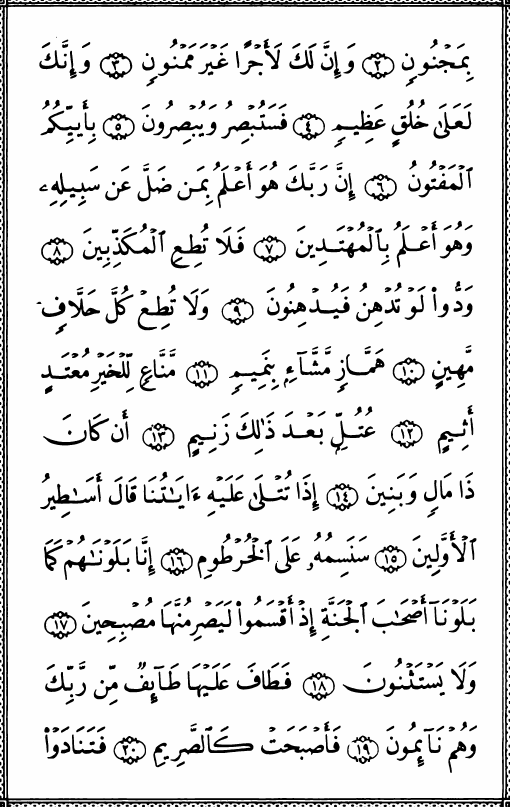 بِمَجْنُونٍ ٢ وَإِنَّ لَكَ لَأَجْرًا غَيْرَ مَمْنُونٍ ٣ وَإِنَّكَ
لَعَلَىٰ خُلُقٍ عَظِيمٍ ٤ فَسَتُبْصِرُ وَيُبْصِرُونَ ٥ بِأَييِّكُمُ
ٱلْمَفْتُونُ ٦ إِنَّ رَبَّكَ هُوَ أَعْلَمُ بِمَن ضَلَّ عَن سَبِيلِهِۦ
وَهُوَ أَعْلَمُ بِٱلْمُهْتَدِينَ ٧ فَلَا تُطِعِ ٱلْمُكَذِّبِينَ ٨
وَدُّوا۟ لَوْ تُدْهِنُ فَيُدْهِنُونَ ٩ وَلَا تُطِعْ كُلَّ حَلَّافٍ
مَّهِينٍ ١٠ هَمَّازٍ مَّشَّآءٍۭ بِنَمِيمٍ ١١ مَّنَّاعٍ لِّلْخَيْرِ مُعْتَدٍ
أَثِيمٍ ١٢ عُتُلٍّۭ بَعْدَ ذَٰلِكَ زَنِيمٍ ١٣ أَن كَانَ
ذَا مَالٍ وَبَنِينَ ١٤ إِذَا تُتْلَىٰ عَلَيْهِ ءَايَٰتُنَا قَالَ أَسَٰطِيرُ
ٱلْأَوَّلِينَ ١٥ سَنَسِمُهُۥ عَلَى ٱلْخُرْطُومِ ١٦ إِنَّا بَلَوْنَٰهُمْ كَمَا
بَلَوْنَآ أَصْحَٰبَ ٱلْجَنَّةِ إِذْ أَقْسَمُوا۟ لَيَصْرِمُنَّهَا مُصْبِحِينَ ١٧
وَلَا يَسْتَثْنُونَ ١٨ فَطَافَ عَلَيْهَا طَآئِفٌ مِّن رَّبِّكَ
وَهُمْ نَآئِمُونَ ١٩ فَأَصْبَحَتْ كَٱلصَّرِيمِ ٢٠ فَتَنَادَوْا۟